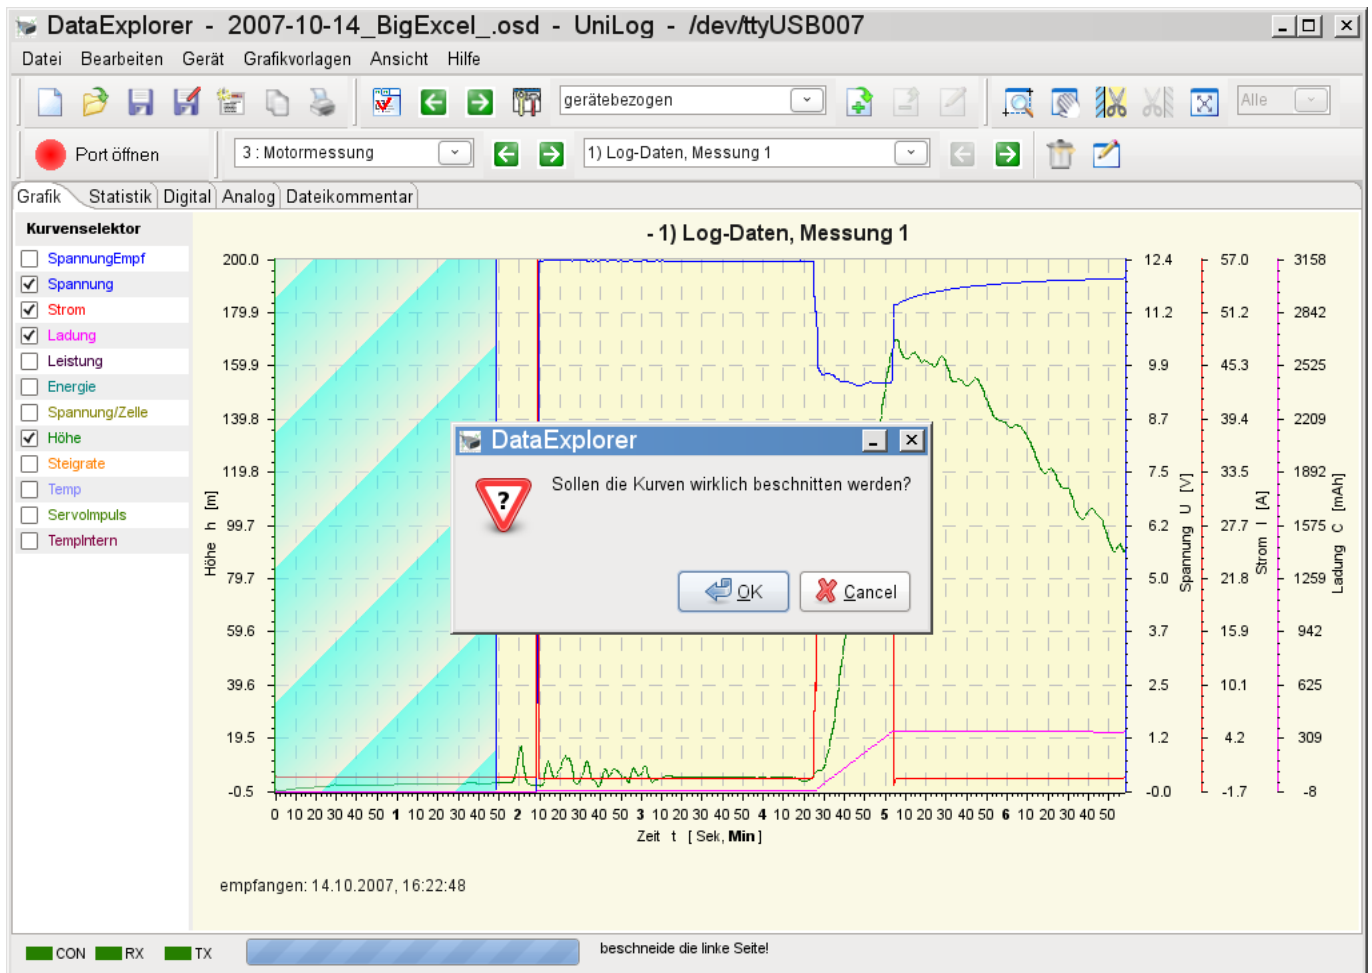 DataExplorer - 2007-10-14_BigExcel_.osd - UniLog - /dev/ttyUSB007
Datei Bearbeiten Gerät Grafikvorlagen Ansicht Hilfe
gerätebezogen
Alle
Port öffnen
3 : Motormessung
1) Log-Daten, Messung 1
Grafik Statistik Digital Analog Dateikommentar
Kurvenselektor
SpannungEmpf
Spannung
Strom
Ladung
Leistung
Energie
Spannung/Zelle
Höhe
Steigrate
Temp
ServoImpuls
TempIntern
- 1) Log-Daten, Messung 1
200.0 12.4 57.0 3158
179.9 11.2 51.2 2842
159.9 9.9 45.3 2525
139.8 8.7 39.4 2209
119.8 7.5 33.5 1892
99.7 6.2 27.7 1575
79.7 5.0 21.8 1259
59.6 3.7 15.9 942
39.6 2.5 10.1 625
19.5 1.2 4.2 309
-0.5 -0.0 -1.7 -8
Höhe h [m]
Spannung U [V]
Strom I [A]
Ladung C [mAh]
DataExplorer
Sollen die Kurven wirklich beschnitten werden?
?
OK Cancel
0 10 20 30 40 50 1 10 20 30 40 50 2 10 20 30 40 50 3 10 20 30 40 50 4 10 20 30 40 50 5 10 20 30 40 50 6 10 20 30 40 50
Zeit t [ Sek, Min ]
empfangen: 14.10.2007, 16:22:48
CON RX TX
beschneide die linke Seite!